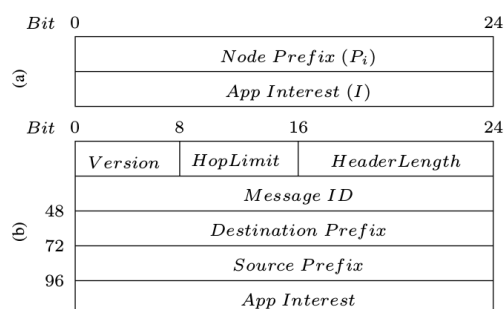 Bit 0 24
Node Prefix (P_i)
(a)
App Interest (I)
Bit 0 8 16 24
Version HopLimit HeaderLength
Message ID
48
(b)
Destination Prefix
72
Source Prefix
96
App Interest